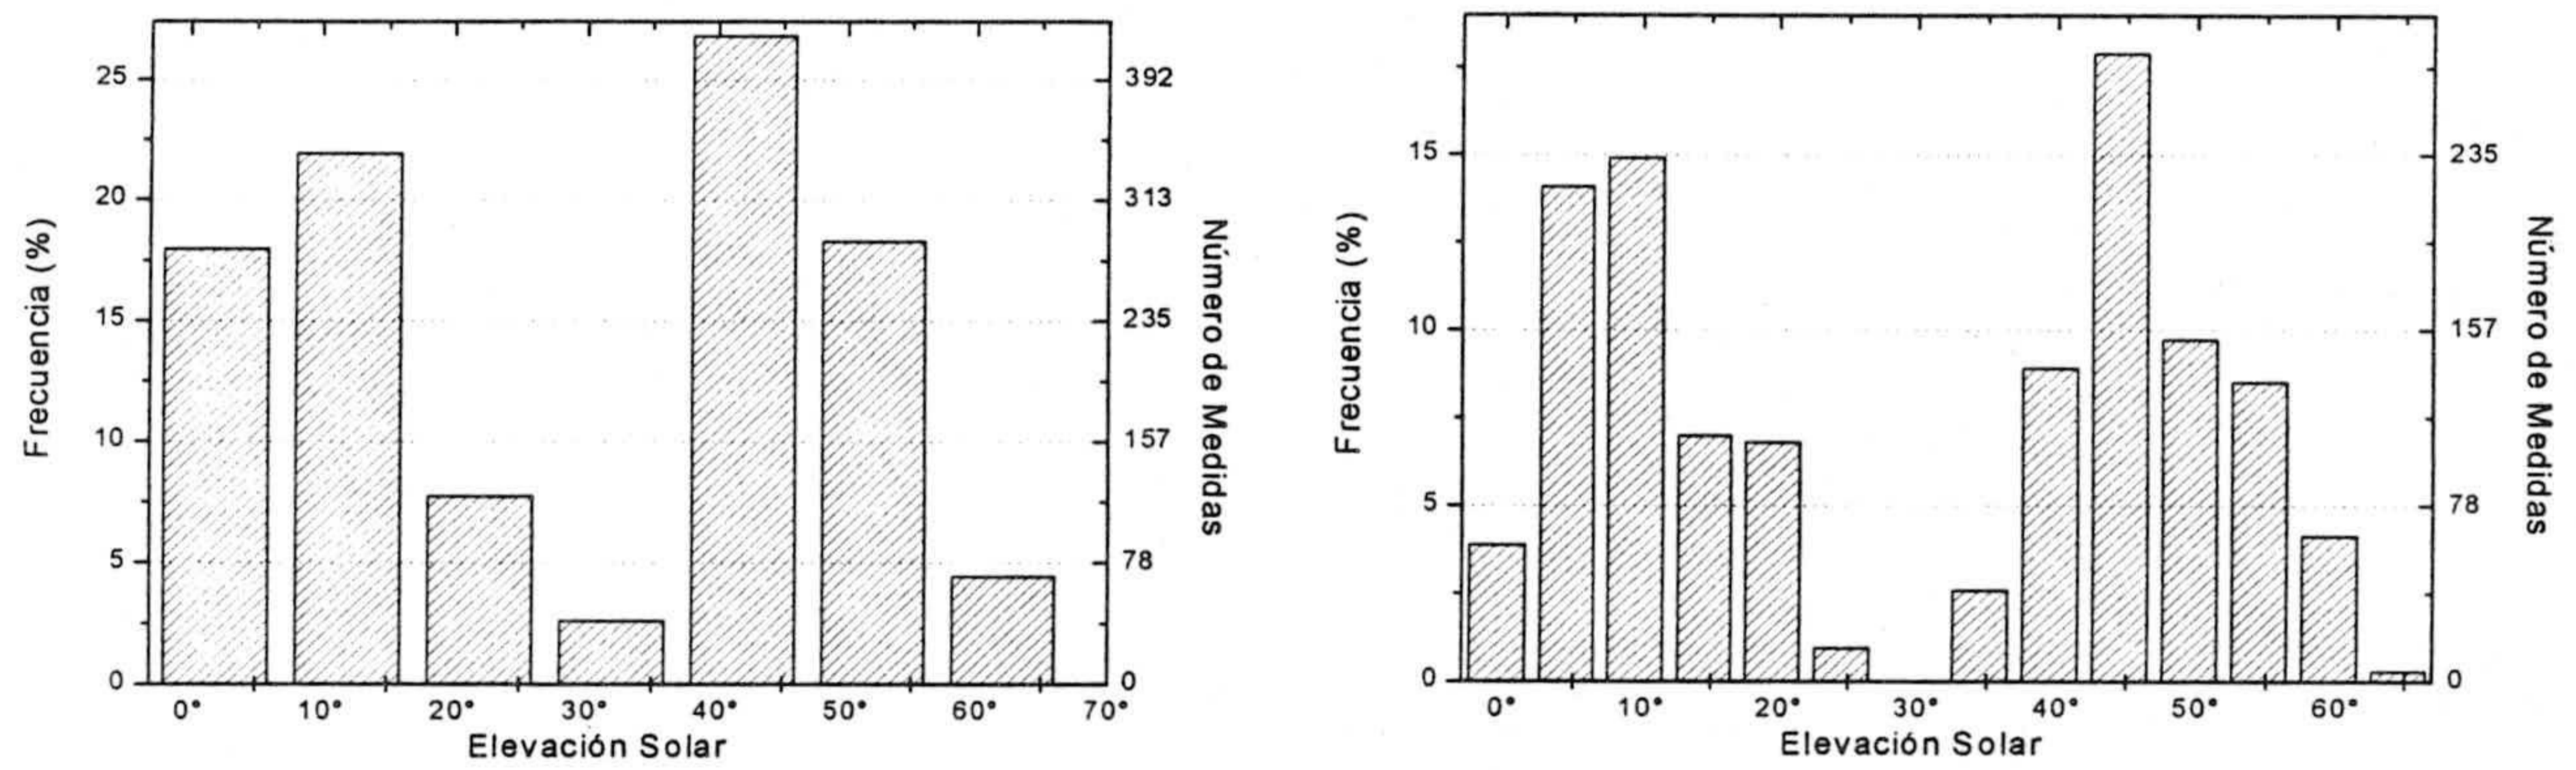 Frecuencia (%)
25
20
15
10
5
0
392
313
235
157
78
0
Número de Medidas
0° 10° 20° 30° 40° 50° 60° 70°
Elevación Solar
Frecuencia (%)
15
10
5
0
235
157
78
0
Número de Medidas
0° 10° 20° 30° 40° 50° 60°
Elevación Solar